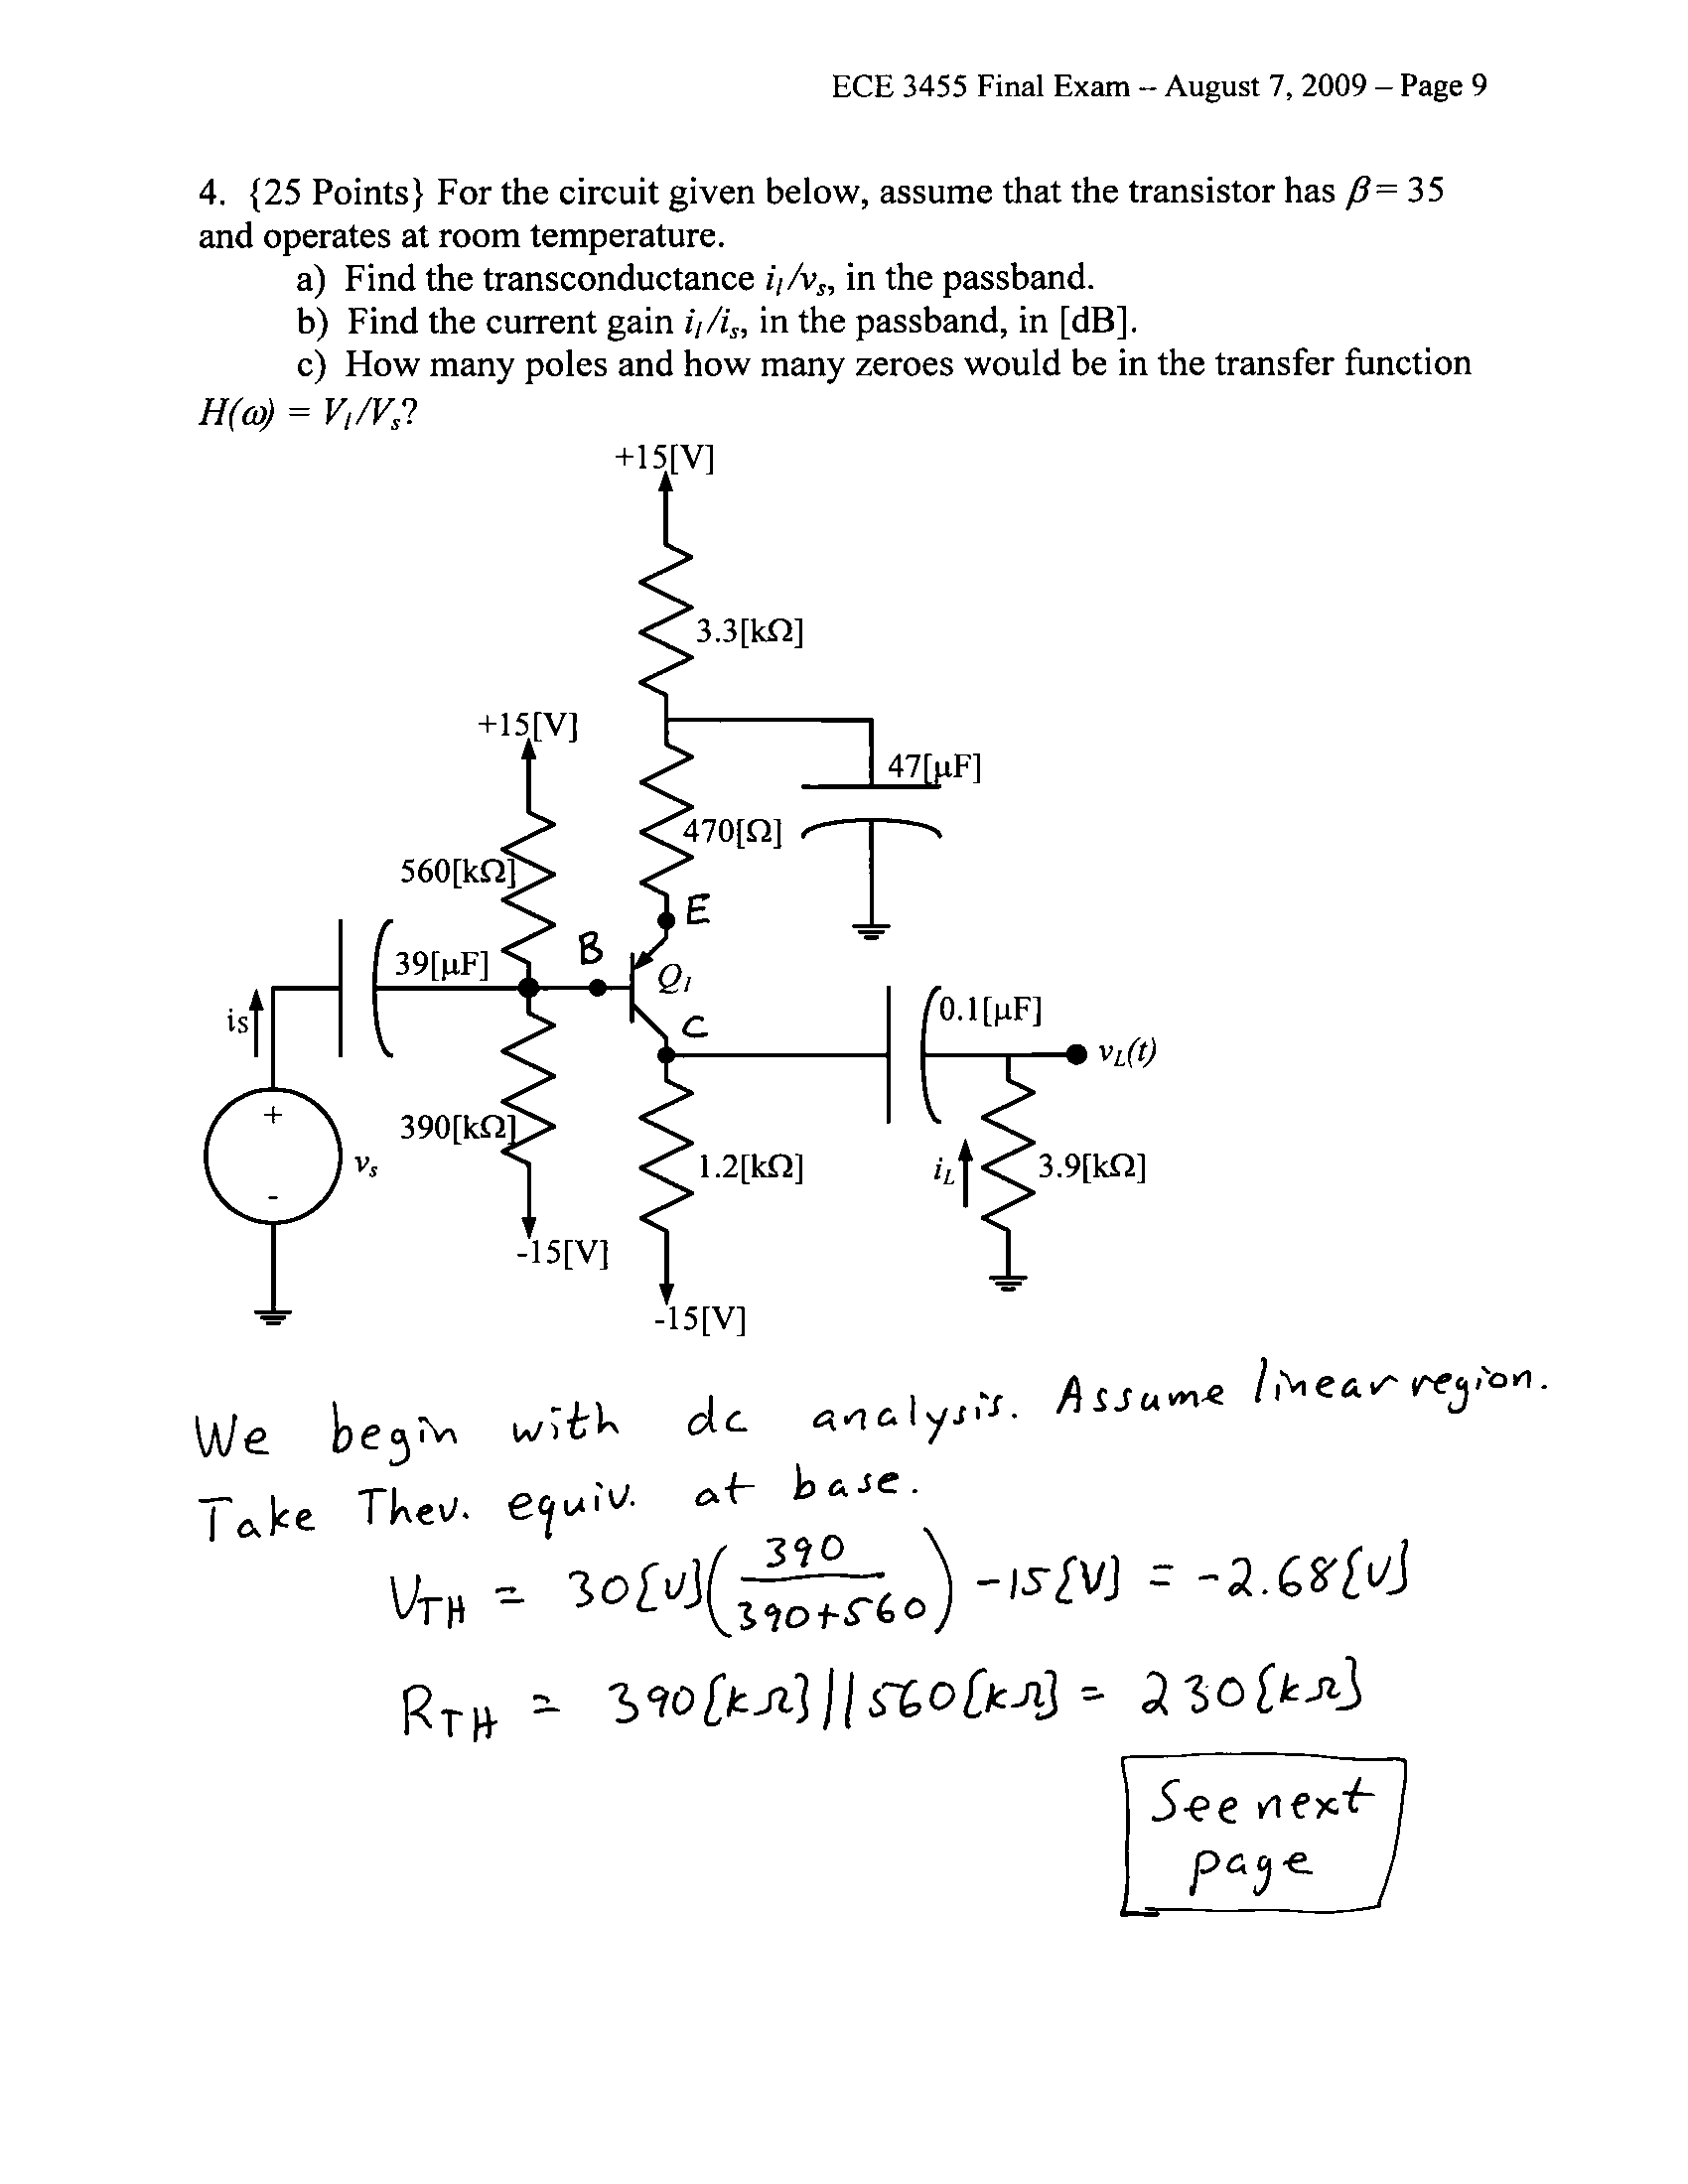 ECE 3455 Final Exam -- August 7, 2009 – Page 9
4. {25 Points} For the circuit given below, assume that the transistor has β= 35
and operates at room temperature.
a) Find the transconductance il/vs, in the passband.
b) Find the current gain il/is, in the passband, in [dB].
c) How many poles and how many zeroes would be in the transfer function
H(ω) = Vl/Vs?
+15[V]
3.3[kΩ]
+15[V]
47[μF]
470[Ω]
560[kΩ]
E
B
39[μF]
Q1
0.1[μF]
is
C
vL(t)
+
390[kΩ]
vs
1.2[kΩ]
iL
3.9[kΩ]
-
-15[V]
-15[V]
We begin with dc analysis. Assume linear region.
Take Thev. equiv. at base.
VTH = 30[V](390/390+560) -15[V] = -2.68[V]
RTH = 390[kΩ]||560[kΩ] = 230[kΩ]
See next
page